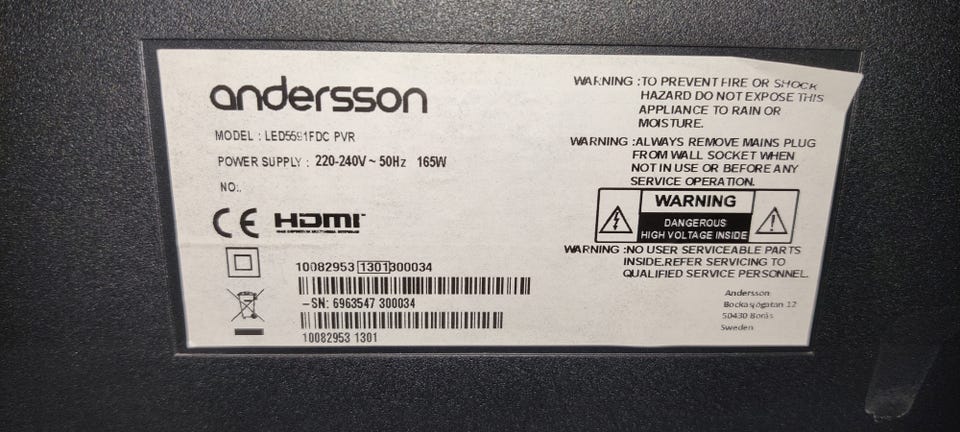 andersson
MODEL : LED5591FDC PVR
POWER SUPPLY : 220-240V ~ 50Hz 165W
NO:.
CE HDMI
10082953 1301300034
-SN: 6963547 300034
10082953 1301
WARNING :TO PREVENT FIRE OR SHOCK
HAZARD DO NOT EXPOSE THIS
APPLIANCE TO RAIN OR
MOISTURE.
WARNING :ALWAYS REMOVE MAINS PLUG
FROM WALL SOCKET WHEN
NOT IN USE OR BEFORE ANY
SERVICE OPERATION.
WARNING
DANGEROUS
HIGH VOLTAGE INSIDE
WARNING :NO USER SERVICEABLE PARTS
INSIDE.REFER SERVICING TO
QUALIFIED SERVICE PERSONNEL.
Andersson
Bockasjögatan 12
50430 Borås
Sweden